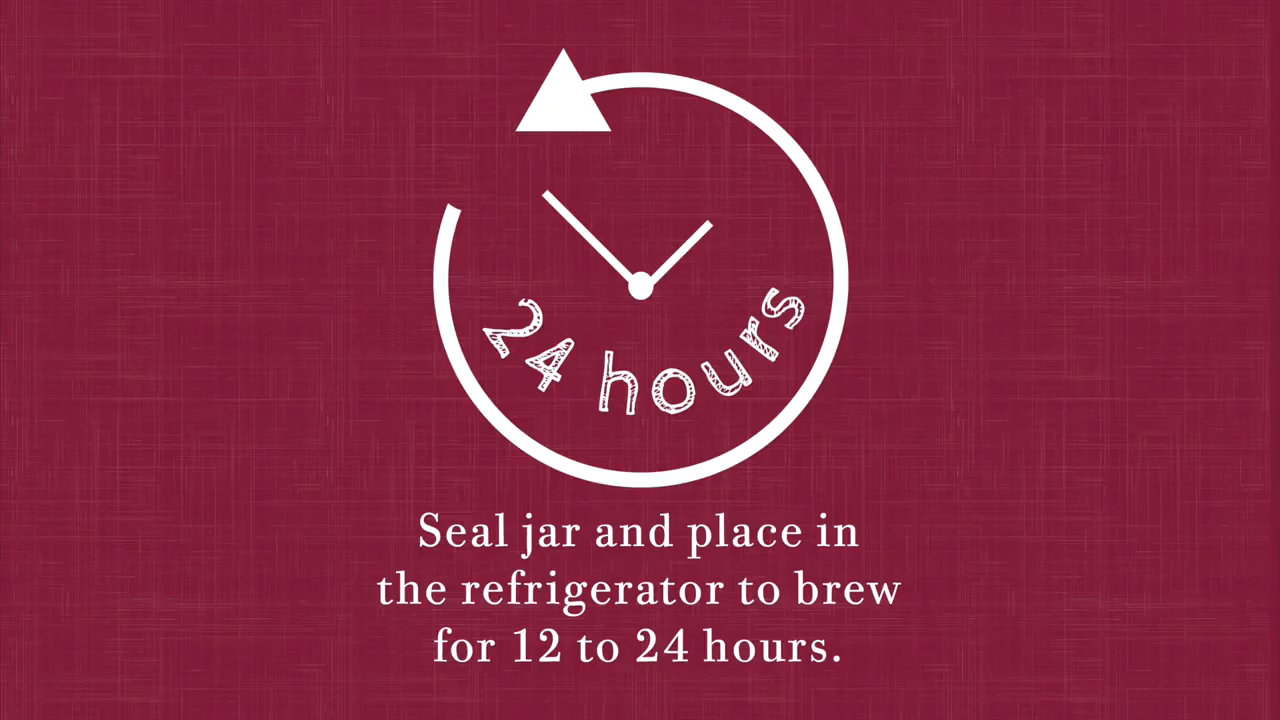 24 hours
Seal jar and place in
the refrigerator to brew
for 12 to 24 hours.